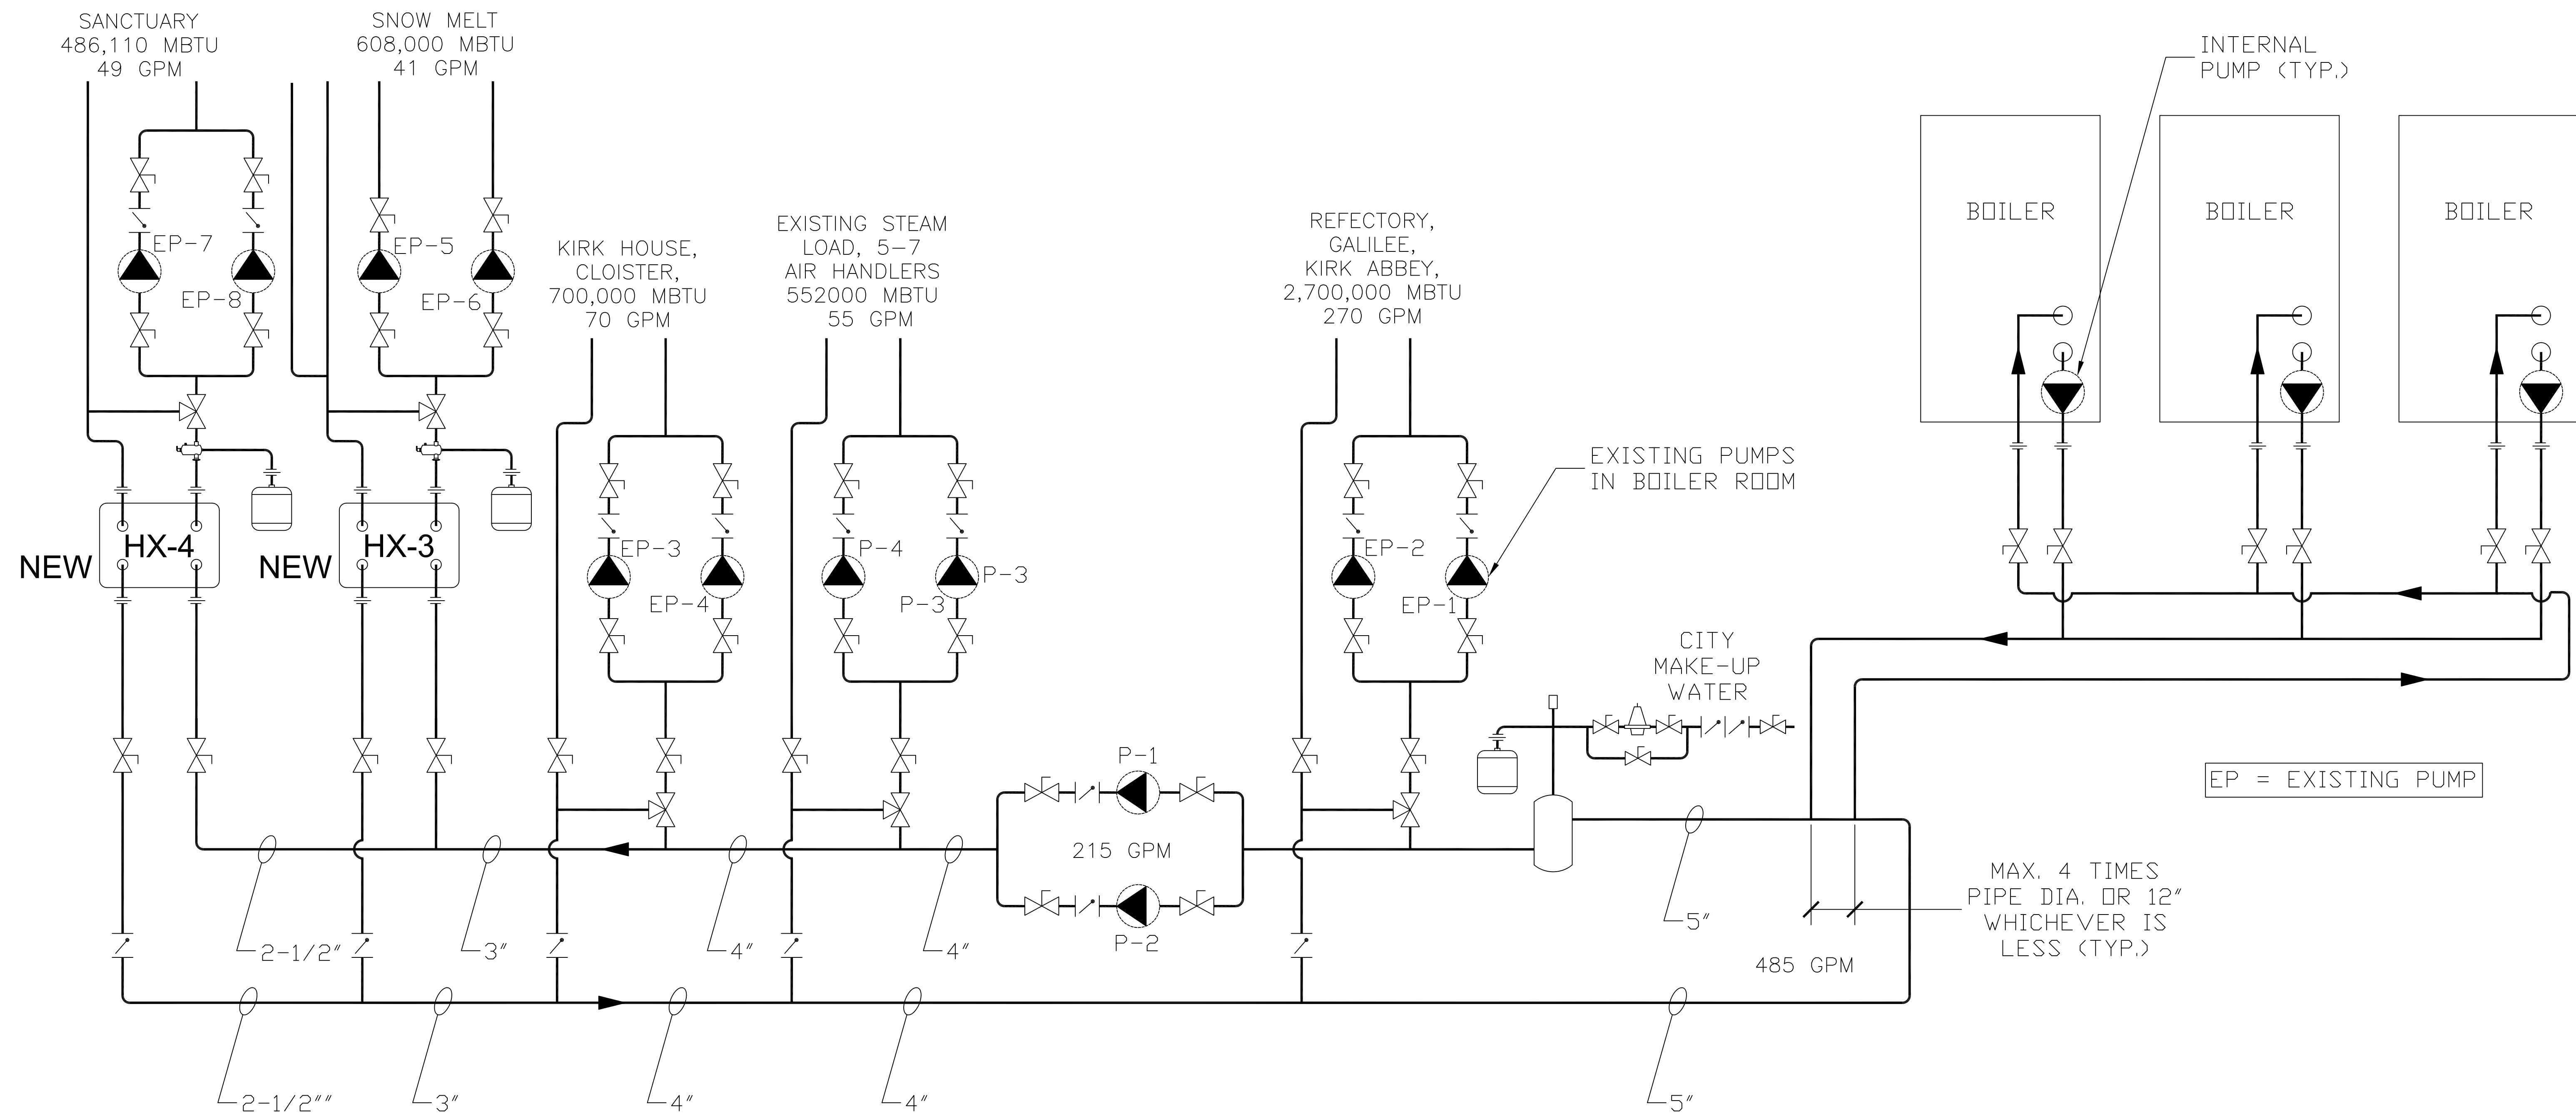 SANCTUARY
486,110 MBTU
49 GPM
SNOW MELT
608,000 MBTU
41 GPM
INTERNAL
PUMP (TYP.)
BOILER
BOILER
BOILER
EP-7
EP-8
EP-5
EP-6
KIRK HOUSE,
CLOISTER,
700,000 MBTU
70 GPM
EXISTING STEAM
LOAD, 5-7
AIR HANDLERS
552000 MBTU
55 GPM
REFECTORY,
GALILEE,
KIRK ABBEY,
2,700,000 MBTU
270 GPM
EXISTING PUMPS
IN BOILER ROOM
NEW
HX-4
NEW
HX-3
EP-3
EP-4
P-4
P-3
P-3
EP-2
EP-1
CITY
MAKE-UP
WATER
P-1
215 GPM
P-2
EP = EXISTING PUMP
MAX. 4 TIMES
PIPE DIA. OR 12"
WHICHEVER IS
LESS (TYP.)
485 GPM
2-1/2"
3"
4"
4"
5"
2-1/2""
3"
4"
4"
5"